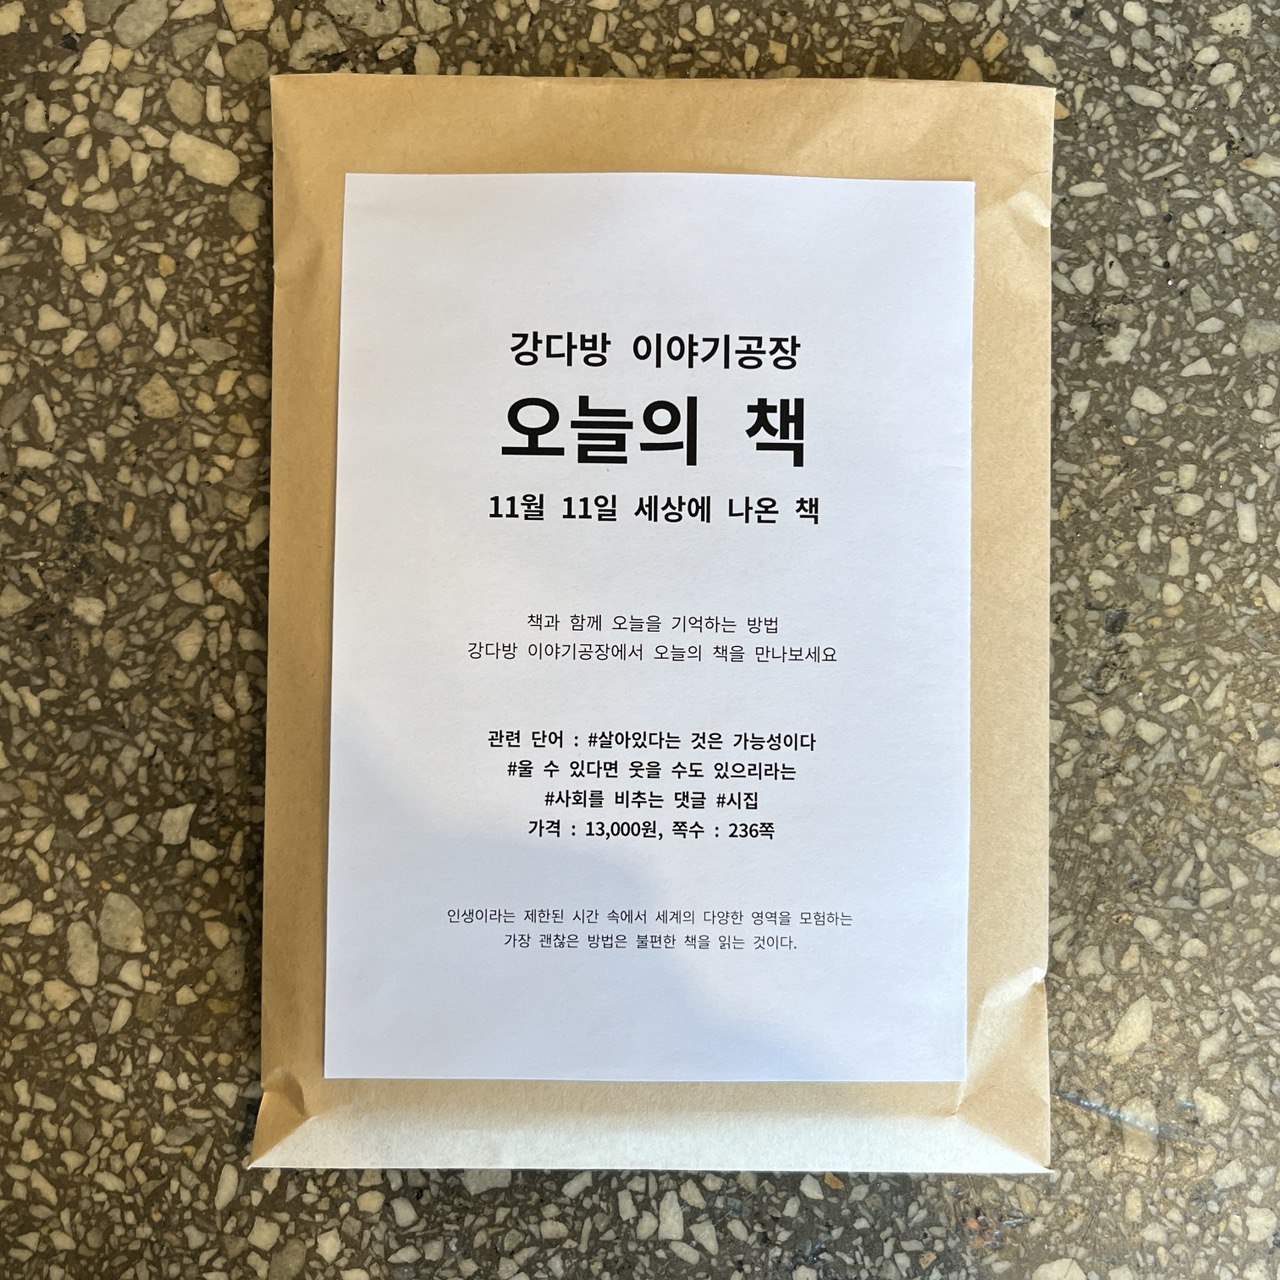 강다방 이야기공장
오늘의 책
11월 11일 세상에 나온 책
책과 함께 오늘을 기억하는 방법
강다방 이야기공장에서 오늘의 책을 만나보세요
관련 단어 : #살아있다는 것은 가능성이다
#울 수 있다면 웃을 수도 있으리라는
#사회를 비추는 댓글 #시집
가격 : 13,000원, 쪽수 : 236쪽
인생이라는 제한된 시간 속에서 세계의 다양한 영역을 모험하는
가장 괜찮은 방법은 불편한 책을 읽는 것이다.